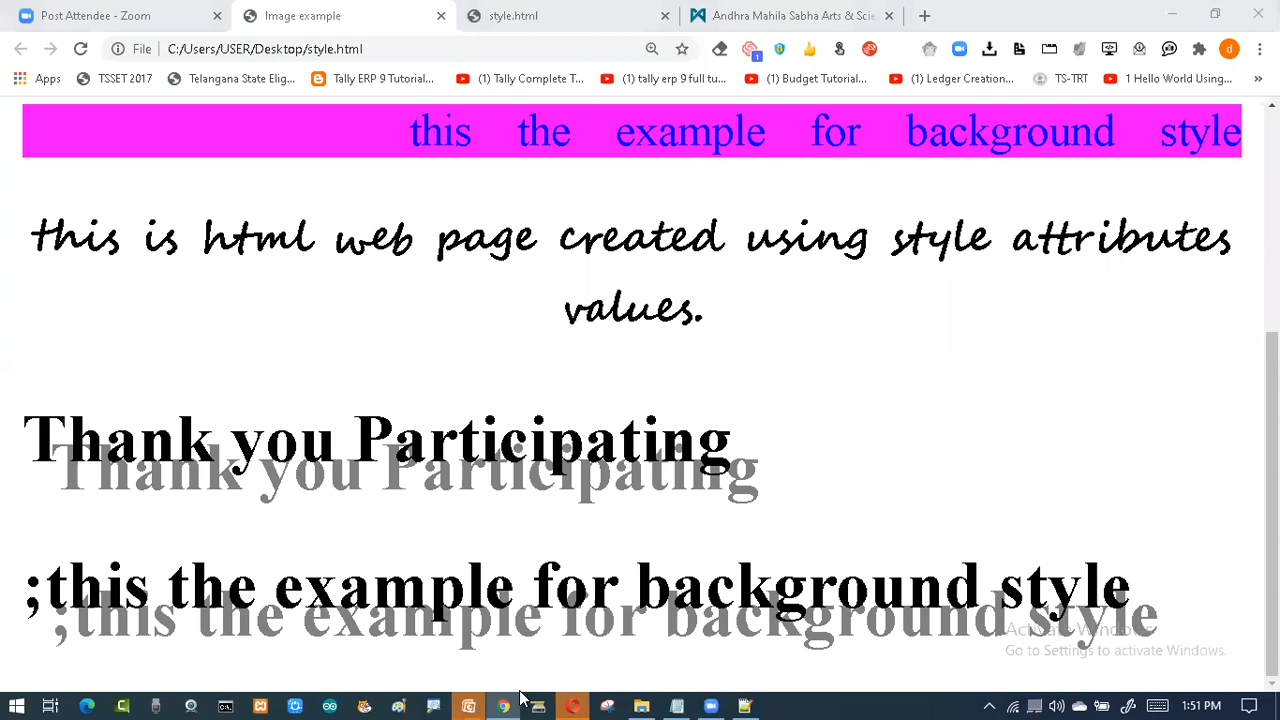 Post Attendee - Zoom
Image example
style.html
Andhra Mahila Sabha Arts & Scie
File C:/Users/USER/Desktop/style.html
1
d
Apps TSSET 2017 Telangana State Elig... Tally ERP 9 Tutorial... (1) Tally Complete T... (1) tally erp 9 full tu... (1) Budget Tutorial... (1) Ledger Creation... TS-TRT 1 Hello World Using...
this the example for background style
this is html web page created using style attributes
values.
Thank you Participating
Thank you Participating
;this the example for background style
;this the example for background style
Activate Windows
Go to Settings to activate Windows.
1:51 PM